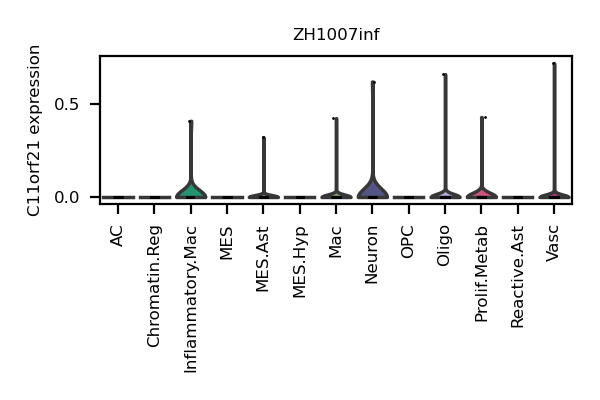 ZH1007inf
C11orf21 expression
0.5
0.0
AC
Chromatin.Reg
Inflammatory.Mac
MES
MES.Ast
MES.Hyp
Mac
Neuron
OPC
Oligo
Prolif.Metab
Reactive.Ast
Vasc